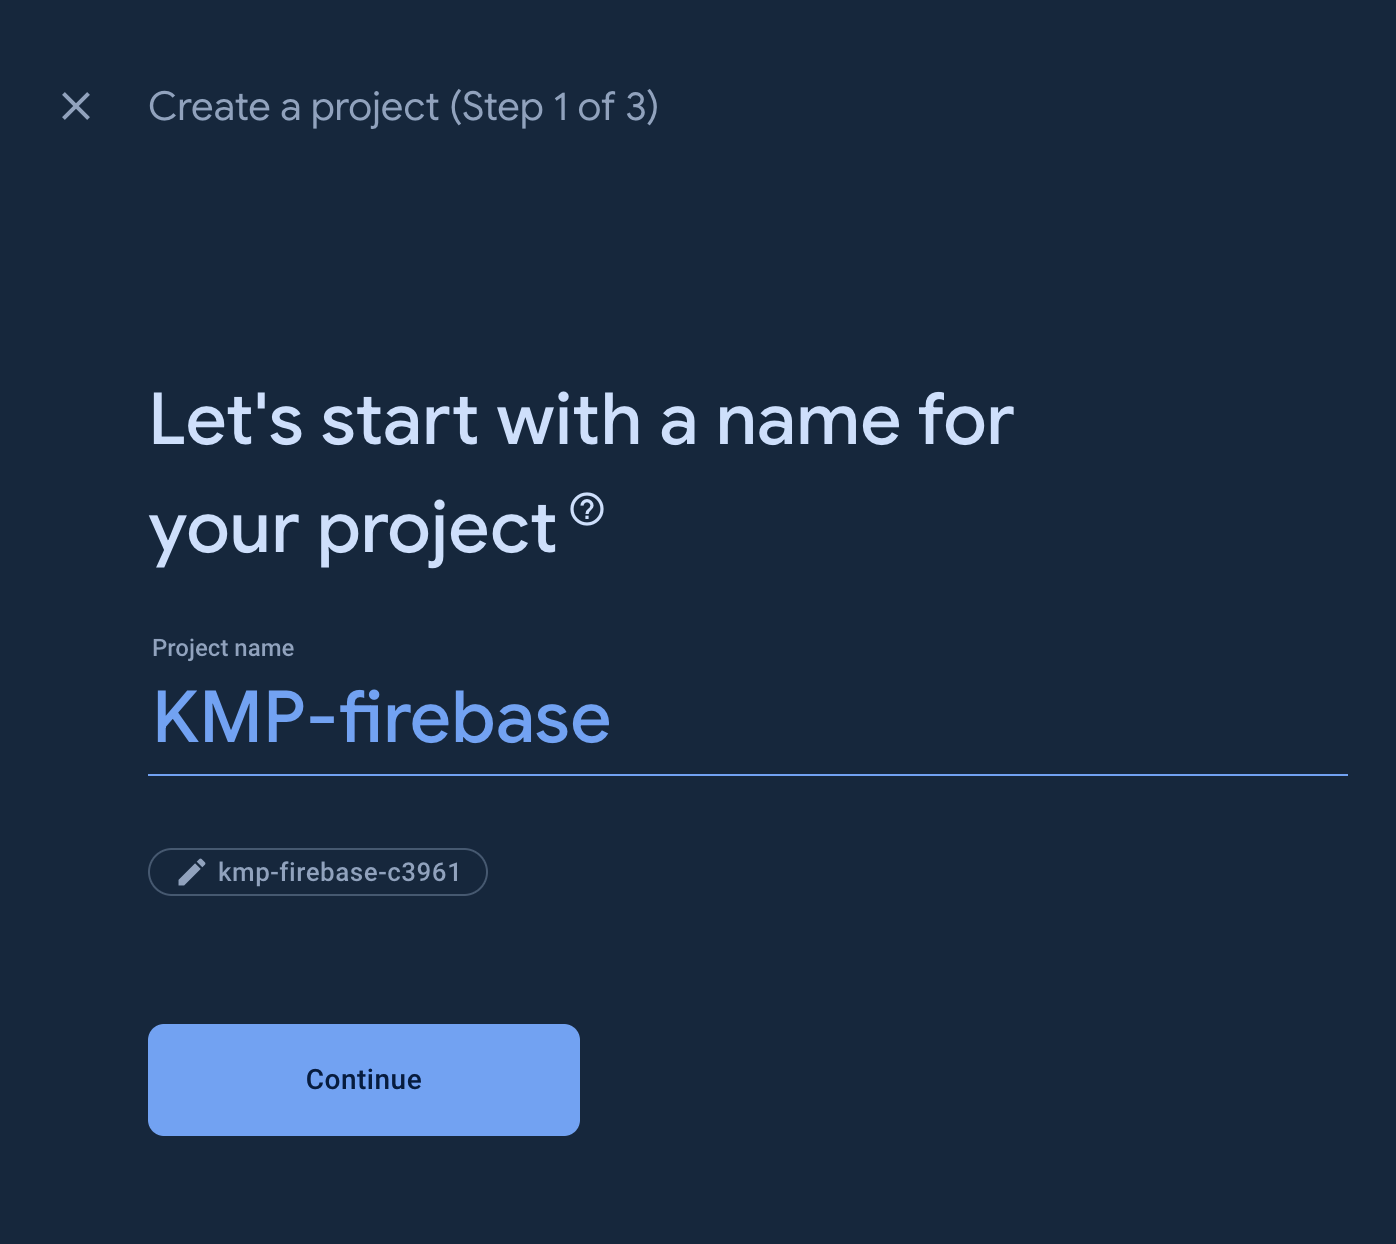 Create a project (Step 1 of 3)
Let's start with a name for
your project
Project name
KMP-firebase
kmp-firebase-c3961
Continue